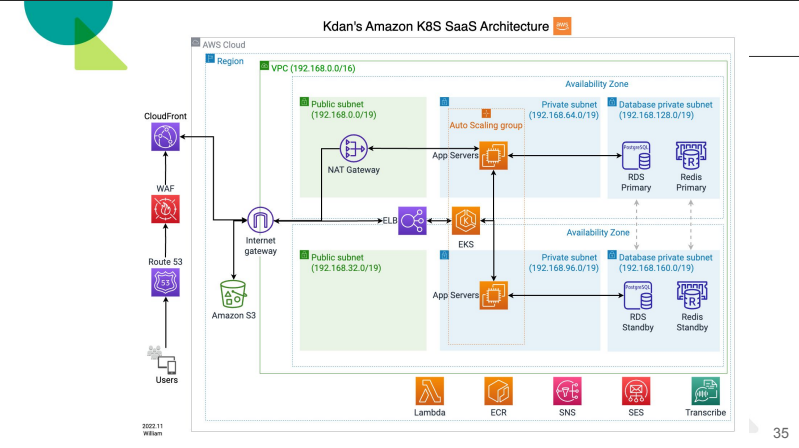 Kdan's Amazon K8S SaaS Architecture
aws
AWS Cloud
Region
VPC (192.168.0.0/16)
Availability Zone
Public subnet
(192.168.0.0/19)
Private subnet
(192.168.64.0/19)
Database private subnet
(192.168.128.0/19)
Auto Scaling group
CloudFront
NAT Gateway
App Servers
PostgreSQL
R
RDS
Primary
Redis
Primary
WAF
ELB
K
EKS
Internet
gateway
Availability Zone
Public subnet
(192.168.32.0/19)
Private subnet
(192.168.96.0/19)
Database private subnet
(192.168.160.0/19)
Route 53
53
App Servers
PostgreSQL
R
RDS
Standby
Redis
Standby
Amazon S3
Users
Lambda
ECR
SNS
SES
Transcribe
2022.11
William
35